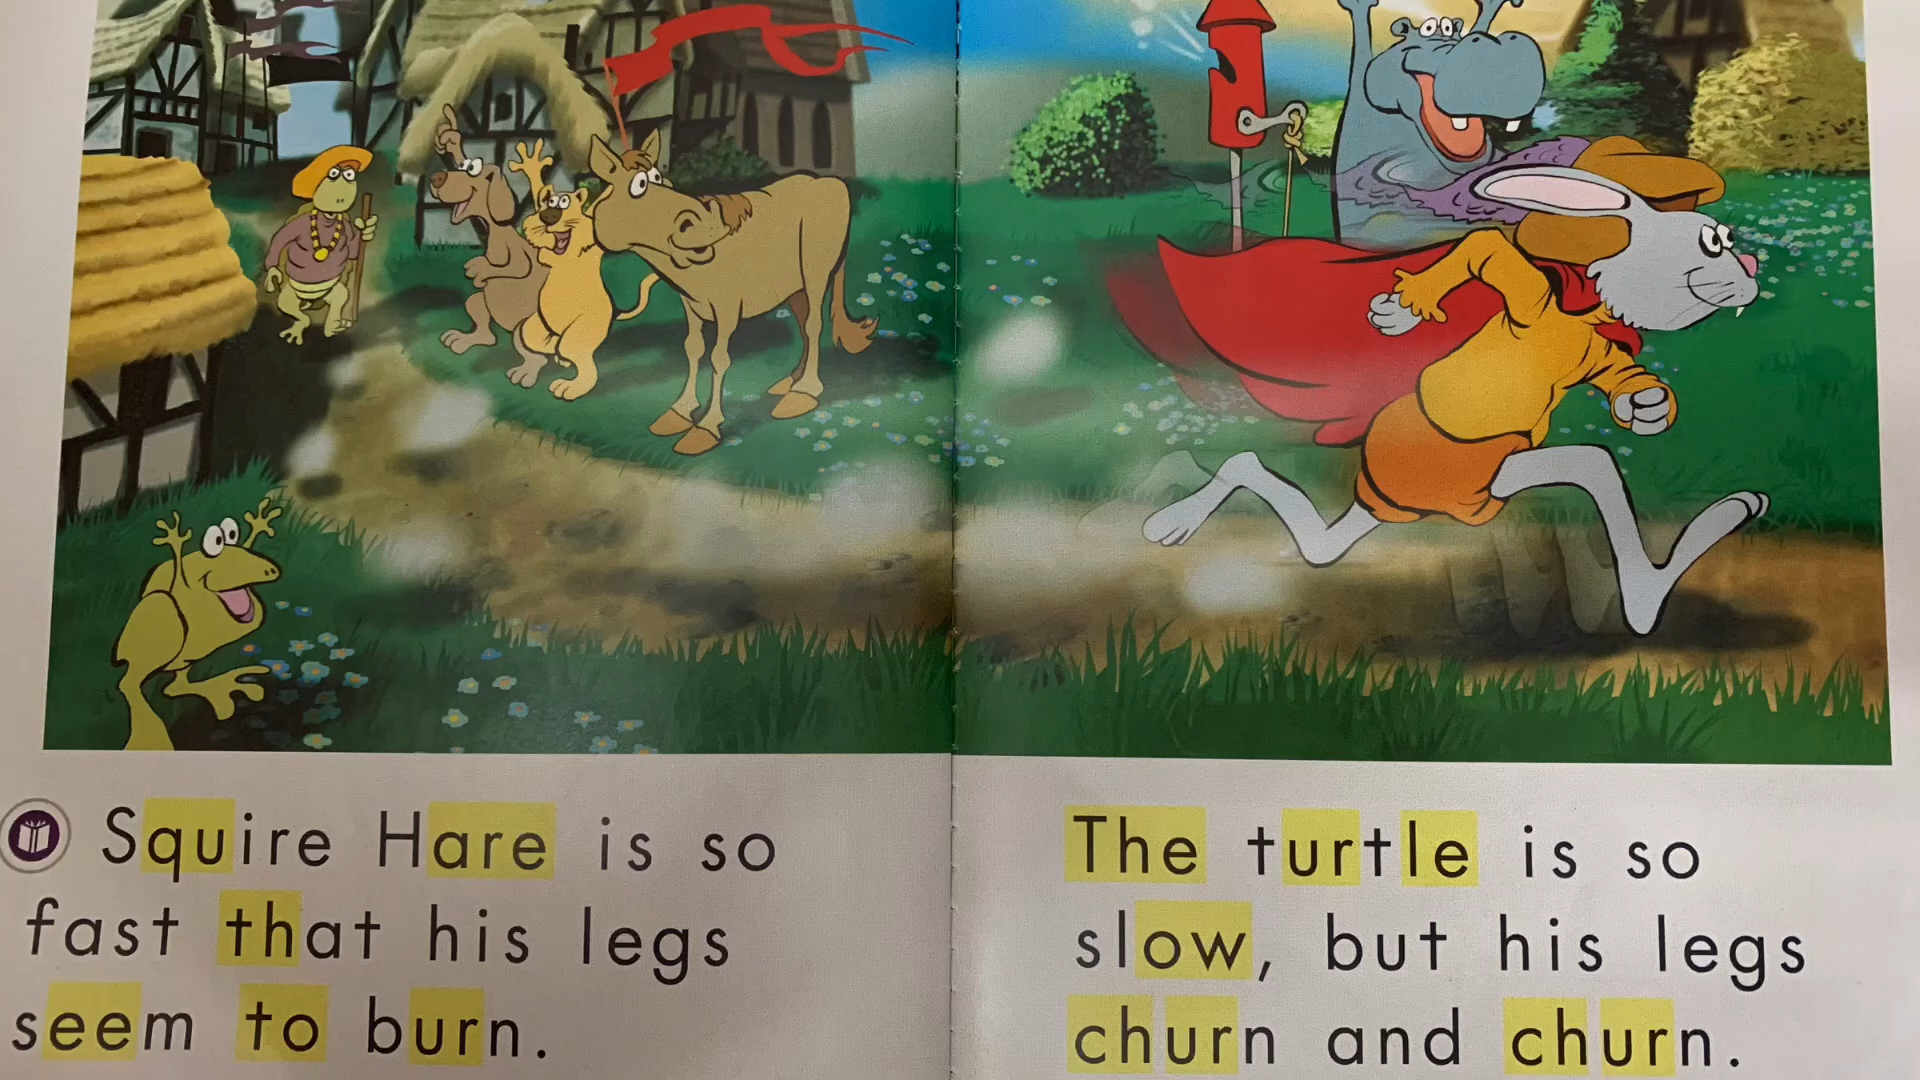 Squire Hare is so
fast that his legs
seem to burn.
The turtle is so
slow, but his legs
churn and churn.